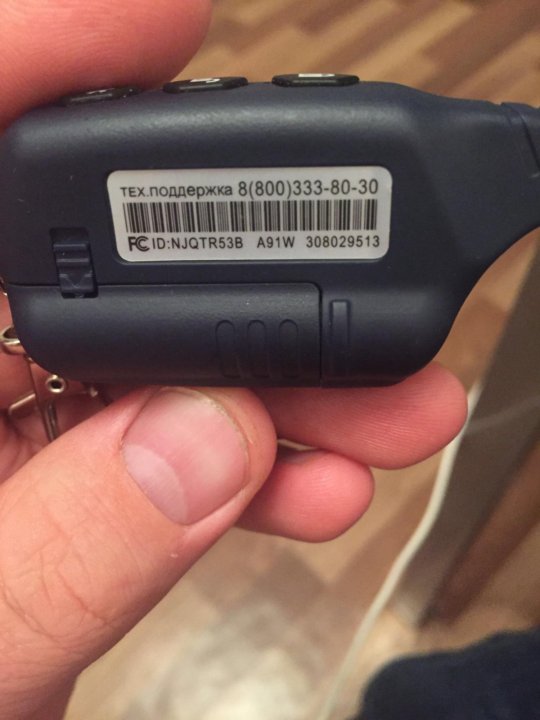 тех.поддержка 8(800)333-80-30
FC ID:NJQTR53B A91W 308029513